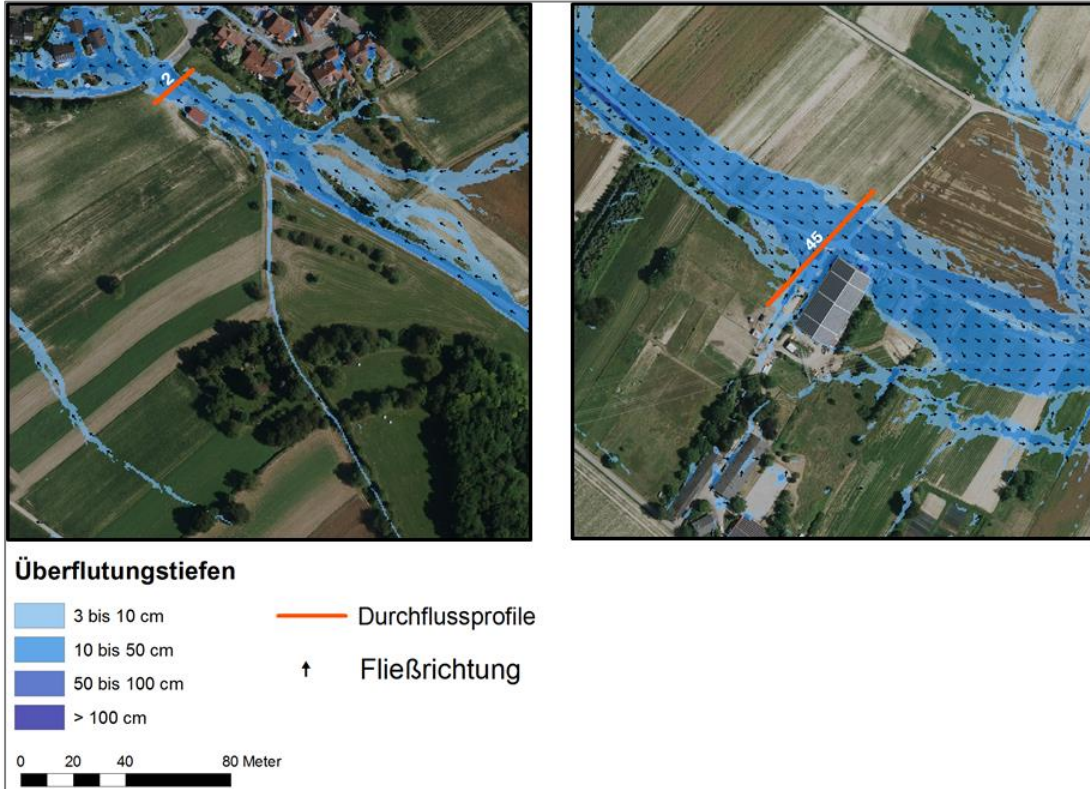 2
45
Überflutungstiefen
3 bis 10 cm
10 bis 50 cm
50 bis 100 cm
> 100 cm
Durchflussprofile
Fließrichtung
0 20 40 80 Meter